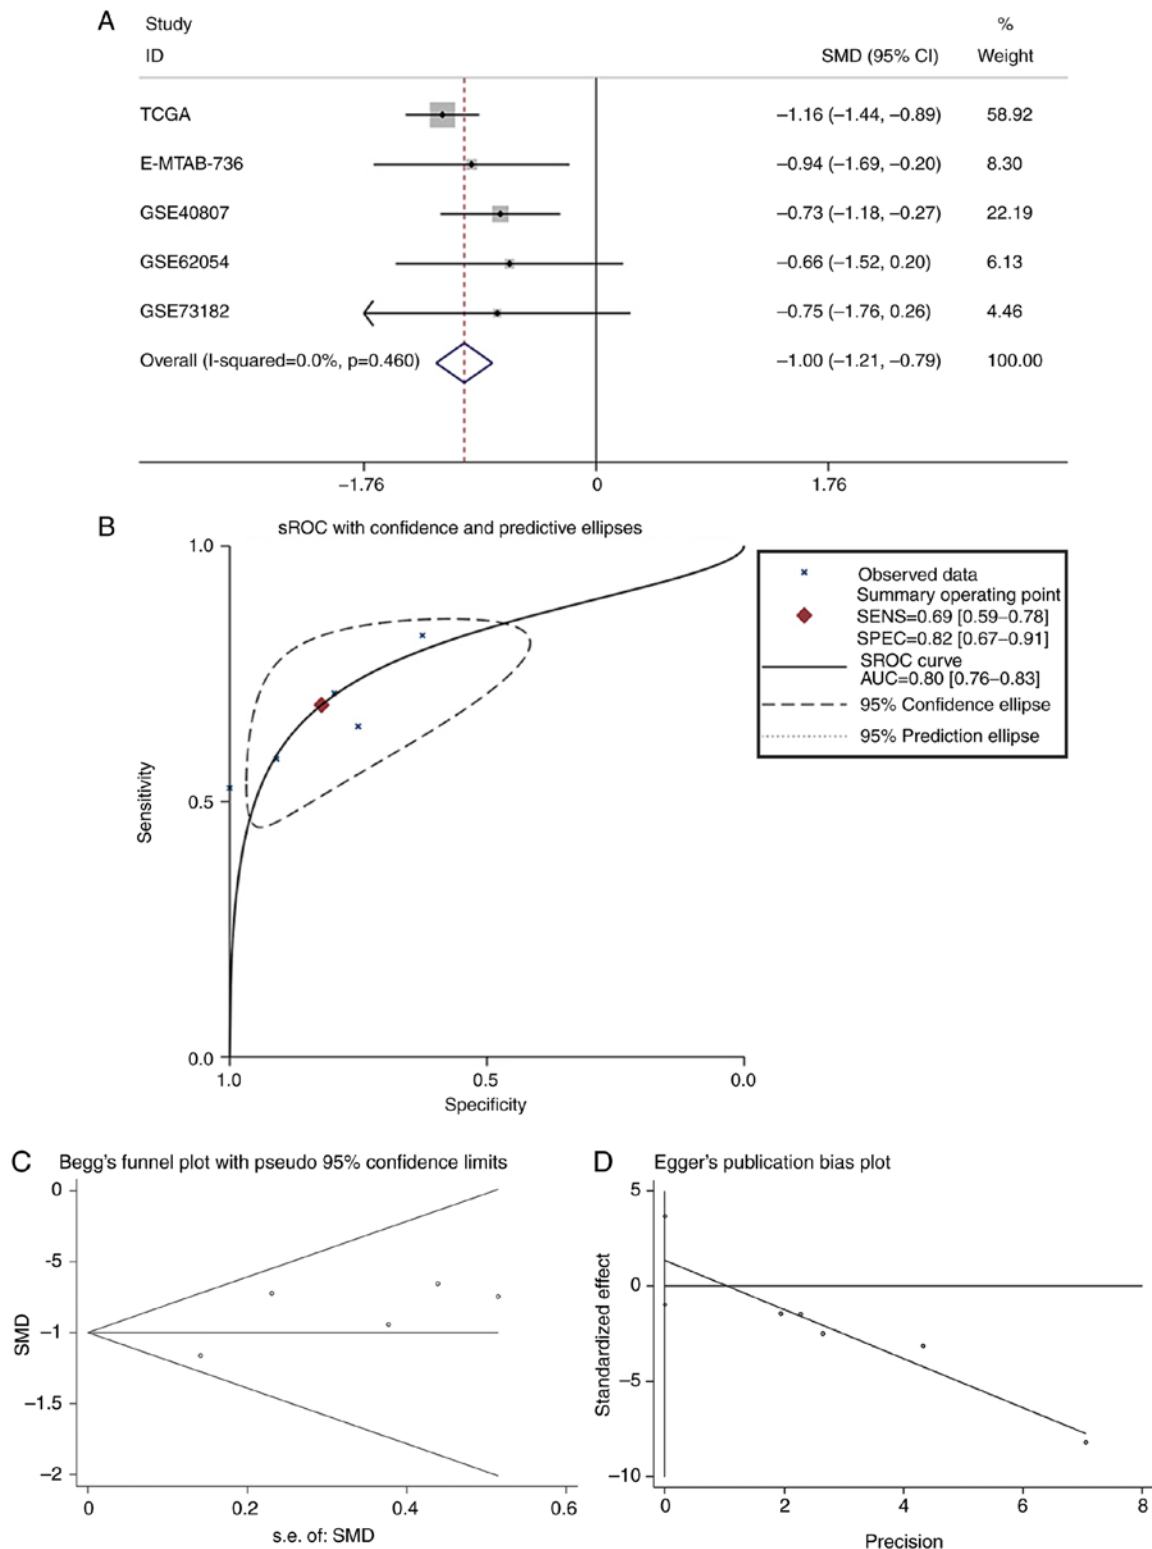 A
Study %
ID SMD (95% CI) Weight
TCGA −1.16 (−1.44, −0.89) 58.92
E-MTAB-736 −0.94 (−1.69, −0.20) 8.30
GSE40807 −0.73 (−1.18, −0.27) 22.19
GSE62054 −0.66 (−1.52, 0.20) 6.13
GSE73182 −0.75 (−1.76, 0.26) 4.46
Overall (I-squared=0.0%, p=0.460) −1.00 (−1.21, −0.79) 100.00
−1.76 0 1.76
B
sROC with confidence and predictive ellipses
1.0
0.5
0.0
Sensitivity
1.0 0.5 0.0
Specificity
Observed data
Summary operating point
SENS=0.69 [0.59−0.78]
SPEC=0.82 [0.67−0.91]
SROC curve
AUC=0.80 [0.76−0.83]
95% Confidence ellipse
95% Prediction ellipse
C Begg's funnel plot with pseudo 95% confidence limits
0
-5
−1
−1.5
−2
SMD
0 0.2 0.4 0.6
s.e. of: SMD
D Egger's publication bias plot
5
0
−5
−10
Standardized effect
0 2 4 6 8
Precision